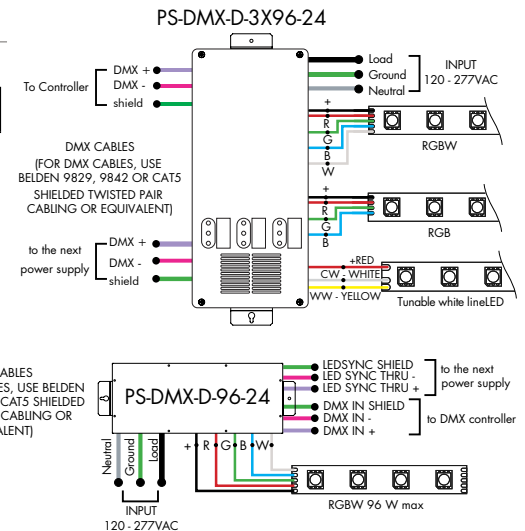 PS-DMX-D-3X96-24
DMX +
DMX -
shield
To Controller
Load
Ground
Neutral
INPUT
120 - 277VAC
+
R
G
B
W
RGBW
DMX CABLES
(FOR DMX CABLES, USE
BELDEN 9829, 9842 OR CAT5
SHIELDED TWISTED PAIR
CABLING OR EQUIVALENT)
+
R
G
B
RGB
DMX +
DMX -
shield
to the next
power supply
+RED
CW - WHITE
WW - YELLOW
Tunable white lineLED
ABLES
ES, USE BELDEN
CAT5 SHIELDED
CABLING OR
ALENT)
PS-DMX-D-96-24
LEDSYNC SHIELD
LED SYNC THRU -
LED SYNC THRU +
to the next
power supply
DMX IN SHIELD
DMX IN -
DMX IN +
to DMX controller
Neutral
Ground
Load
+ R G B W
INPUT
120 - 277VAC
RGBW 96 W max